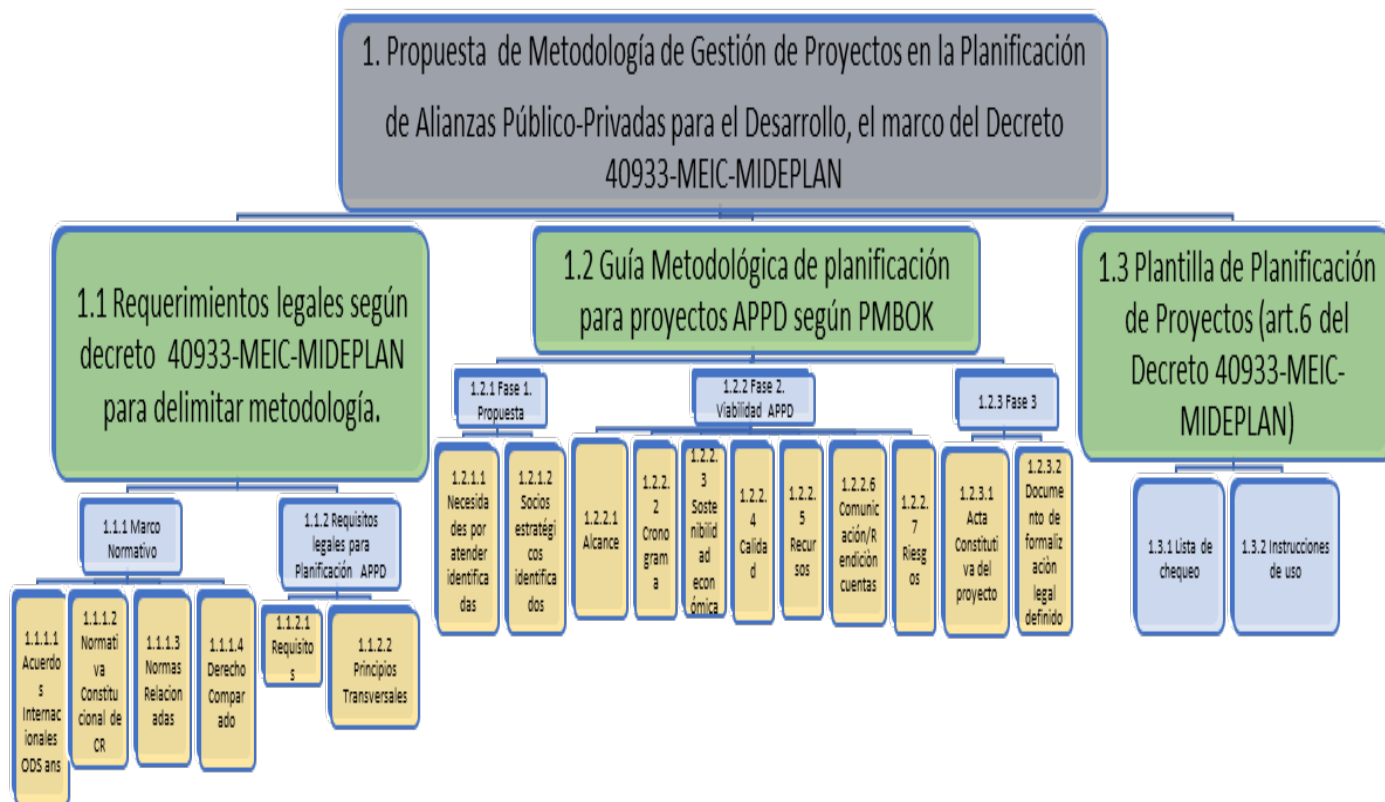 1. Propuesta de Metodología de Gestión de Proyectos en la Planificación
de Alianzas Público-Privadas para el Desarrollo, el marco del Decreto
40933-MEIC-MIDEPLAN
1.1 Requerimientos legales según
decreto 40933-MEIC-MIDEPLAN
para delimitar metodología.
1.1.1 Marco
Normativo
1.1.1.1
Acuerdo
s
Internac
ionales
ODS ans
1.1.1.2
Normati
va
Constitu
cional de
CR
1.1.1.3
Normas
Relacion
adas
1.1.1.4
Derecho
Compar
ado
1.1.2 Requisitos
legales para
Planificación APPD
1.1.2.1
Requisito
s
1.1.2.2
Principios
Transversales
1.2 Guía Metodológica de planificación
para proyectos APPD según PMBOK
1.2.1 Fase 1.
Propuesta
1.2.1.1
Necesida
des por
atender
identifica
das
1.2.1.2
Socios
estratégi
cos
identifica
dos
1.2.2 Fase 2.
Viabilidad APPD
1.2.2.1
Alcance
1.2.2.
2
Crono
gram
a
1.2.2.
3
Soste
nibilid
ad
econ
ómica
1.2.2.
4
Calida
d
1.2.2.
5
Recur
sos
1.2.2.6
Comunic
ación/R
endición
cuentas
1.2.2.
7
Riesg
os
1.2.3 Fase 3
1.2.3.1
Acta
Constituti
va del
proyecto
1.2.3.2
Docume
nto de
formaliz
aciòn
legal
definido
1.3 Plantilla de Planificación
de Proyectos (art.6 del
Decreto 40933-MEIC-
MIDEPLAN)
1.3.1 Lista de
chequeo
1.3.2 Instrucciones
de uso